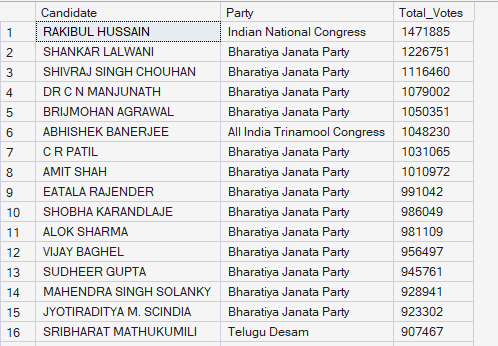 Candidate Party Total_Votes
1 RAKIBUL HUSSAIN Indian National Congress 1471885
2 SHANKAR LALWANI Bharatiya Janata Party 1226751
3 SHIVRAJ SINGH CHOUHAN Bharatiya Janata Party 1116460
4 DR C N MANJUNATH Bharatiya Janata Party 1079002
5 BRIJMOHAN AGRAWAL Bharatiya Janata Party 1050351
6 ABHISHEK BANERJEE All India Trinamool Congress 1048230
7 C R PATIL Bharatiya Janata Party 1031065
8 AMIT SHAH Bharatiya Janata Party 1010972
9 EATALA RAJENDER Bharatiya Janata Party 991042
10 SHOBHA KARANDLAJE Bharatiya Janata Party 986049
11 ALOK SHARMA Bharatiya Janata Party 981109
12 VIJAY BAGHEL Bharatiya Janata Party 956497
13 SUDHEER GUPTA Bharatiya Janata Party 945761
14 MAHENDRA SINGH SOLANKY Bharatiya Janata Party 928941
15 JYOTIRADITYA M. SCINDIA Bharatiya Janata Party 923302
16 SRIBHARAT MATHUKUMILI Telugu Desam 907467